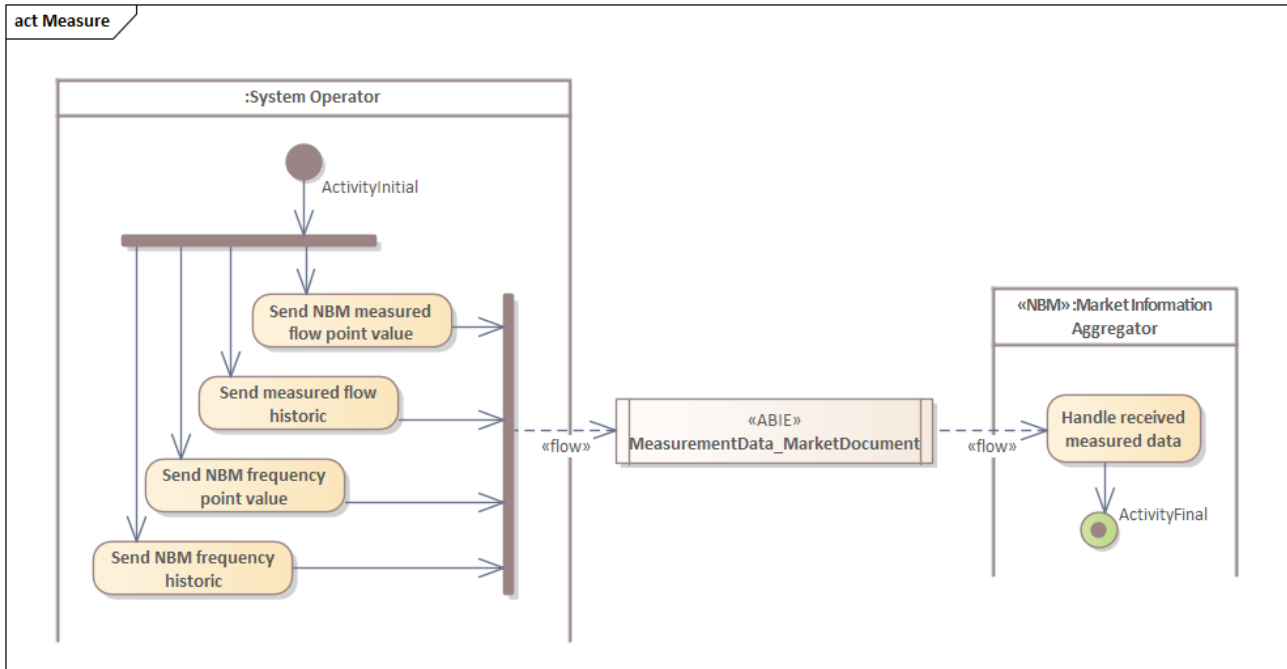 act Measure
:System Operator
ActivityInitial
Send NBM measured
flow point value
Send measured flow
historic
Send NBM frequency
point value
Send NBM frequency
historic
«flow»
«ABIE»
MeasurementData_MarketDocument
«flow»
«NBM» :Market Information
Aggregator
Handle received
measured data
ActivityFinal